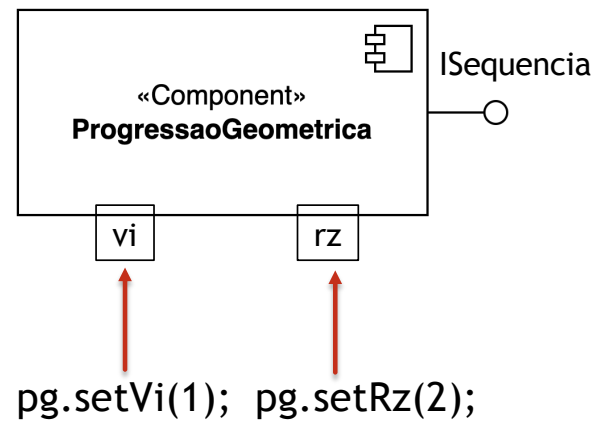 ISequencia
«Component»
ProgressaoGeometrica
vi rz
pg.setVi(1); pg.setRz(2);